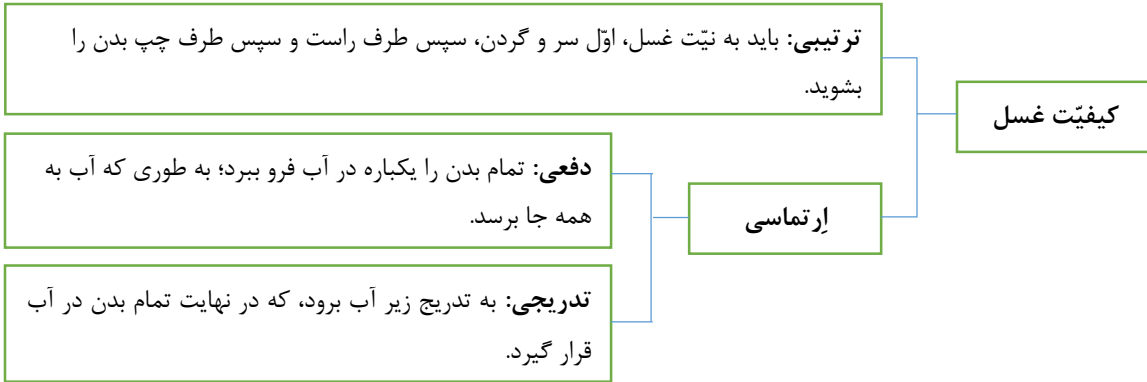 کیفیّت غسل
ترتیبی: باید به نیّت غسل، اوّل سر و گردن، سپس طرف راست و سپس طرف چپ بدن را
بشوید.
اِرتماسی
دفعی: تمام بدن را یکباره در آب فرو ببرد؛ به طوری که آب به
همه جا برسد.
تدریجی: به تدریج زیر آب برود، که در نهایت تمام بدن در آب
قرار گیرد.